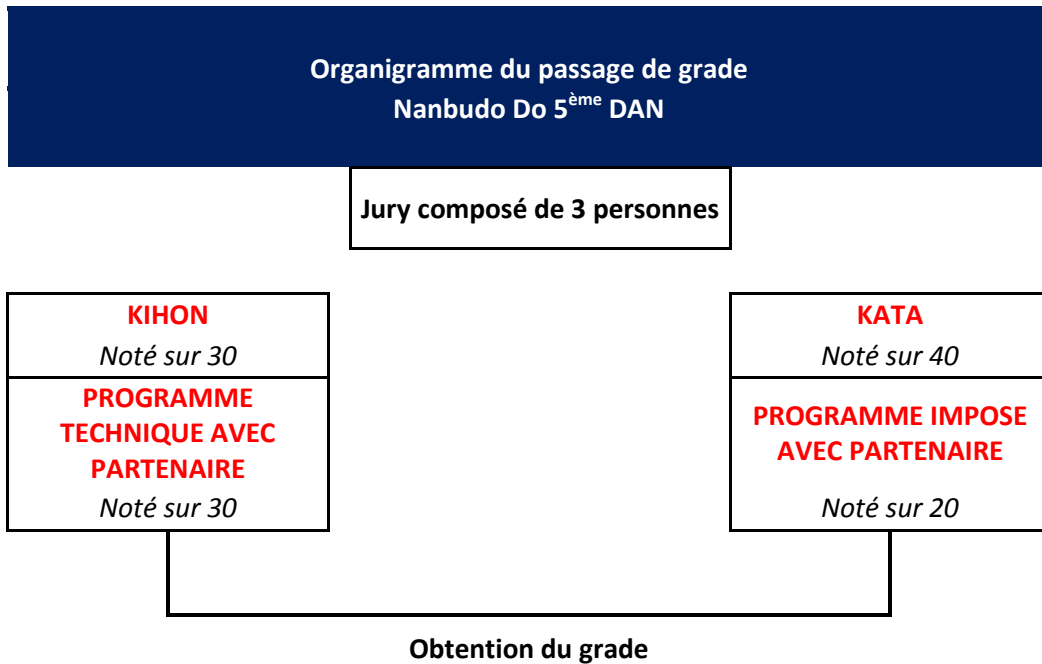 Organigramme du passage de grade
Nanbudo Do 5ème DAN
Jury composé de 3 personnes
KIHON
Noté sur 30
PROGRAMME
TECHNIQUE AVEC
PARTENAIRE
Noté sur 30
KATA
Noté sur 40
PROGRAMME IMPOSE
AVEC PARTENAIRE
Noté sur 20
Obtention du grade